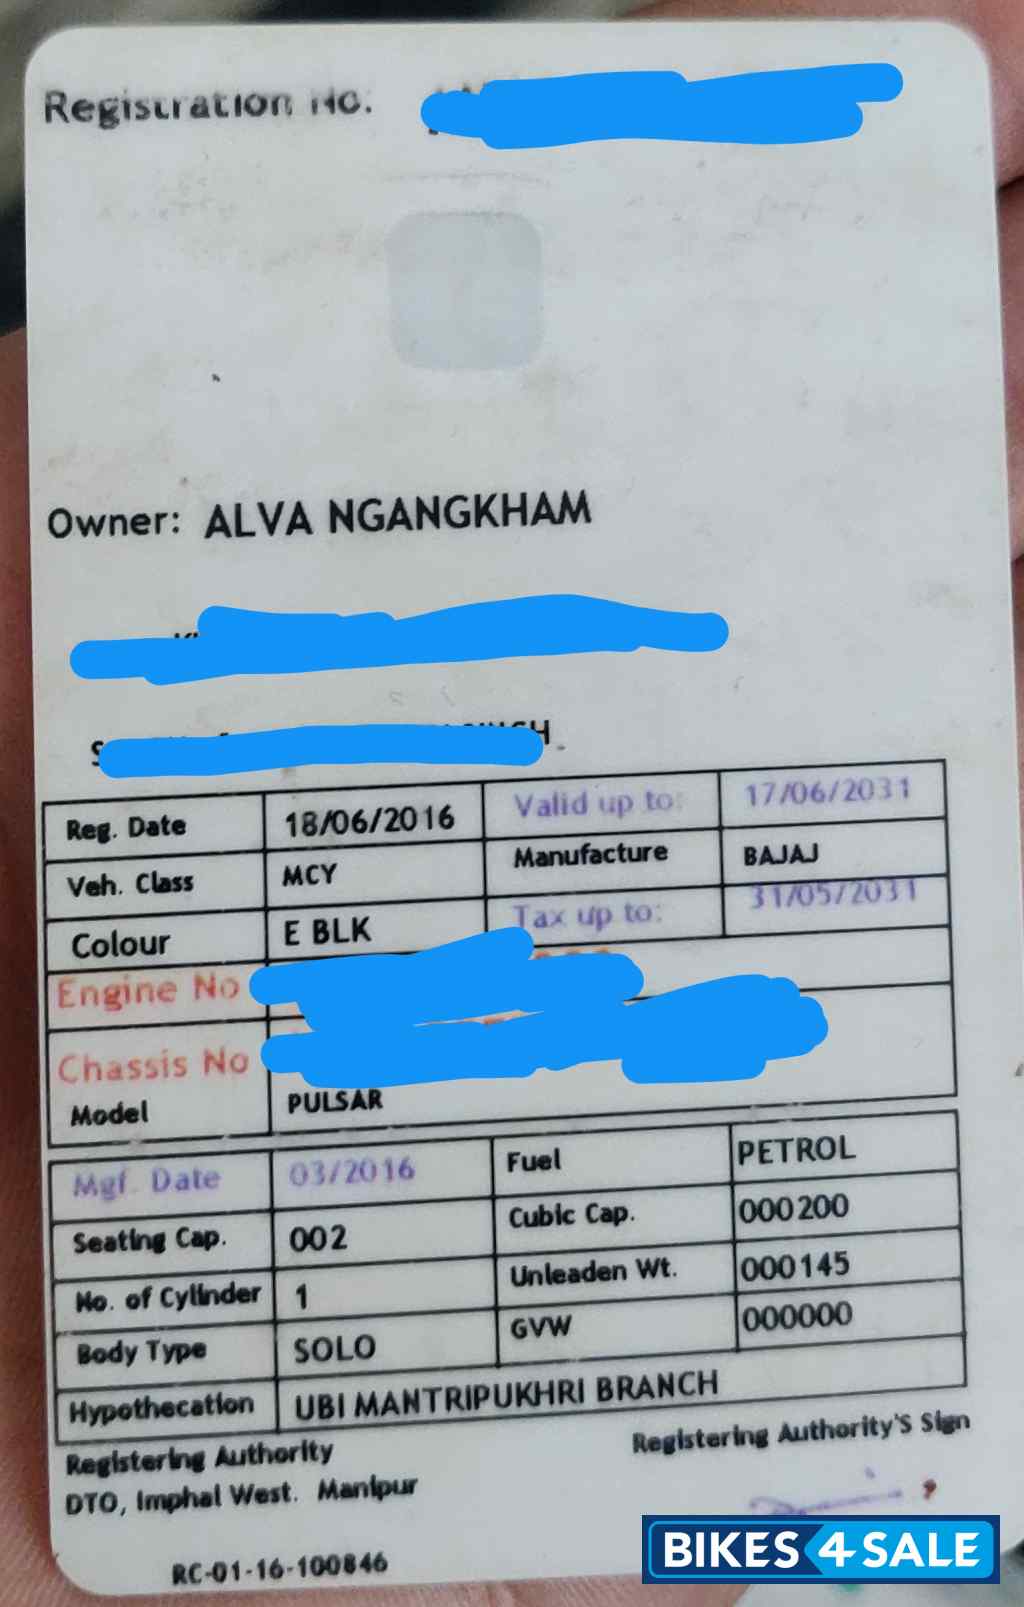 Registration No:
Owner: ALVA NGANGKHAM
Reg. Date 18/06/2016 Valid up to: 17/06/2031
Veh. Class MCY Manufacture BAJAJ
Colour E BLK Tax up to: 31/05/2031
Engine No
Chassis No
Model PULSAR
Mgf. Date 03/2016 Fuel PETROL
Seating Cap. 002 Cubic Cap. 000200
No. of Cylinder 1 Unleaden Wt. 000145
Body Type SOLO GVW 000000
Hypothecation UBI MANTRIPUKHRI BRANCH
Registering Authority Registering Authority'S Sign
DTO, Imphal West. Manipur
RC-01-16-100846
BIKES4SALE